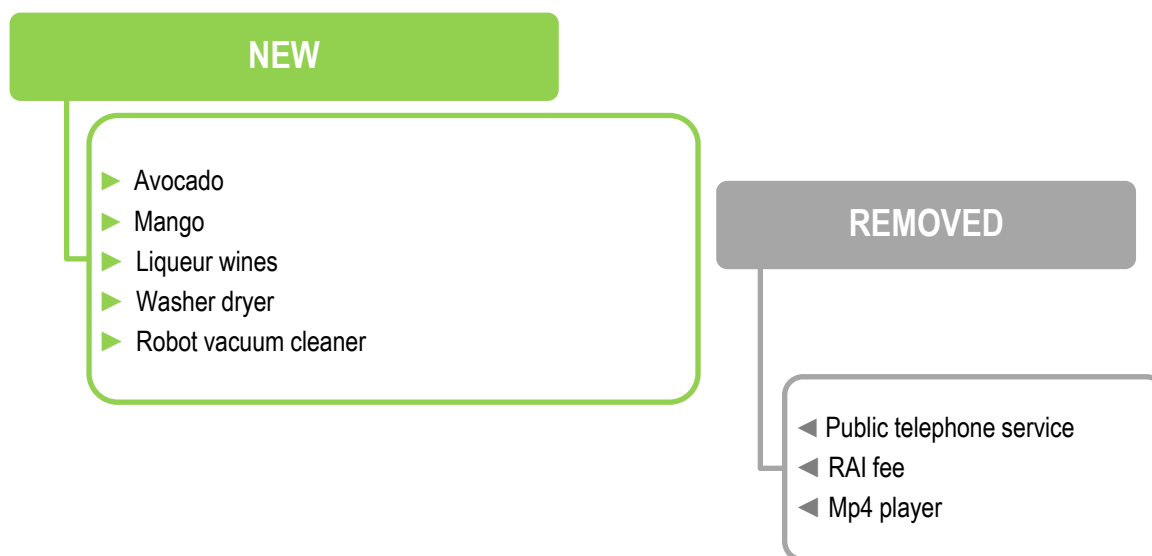 NEW
Avocado
Mango
Liqueur wines
Washer dryer
Robot vacuum cleaner
REMOVED
Public telephone service
RAI fee
Mp4 player